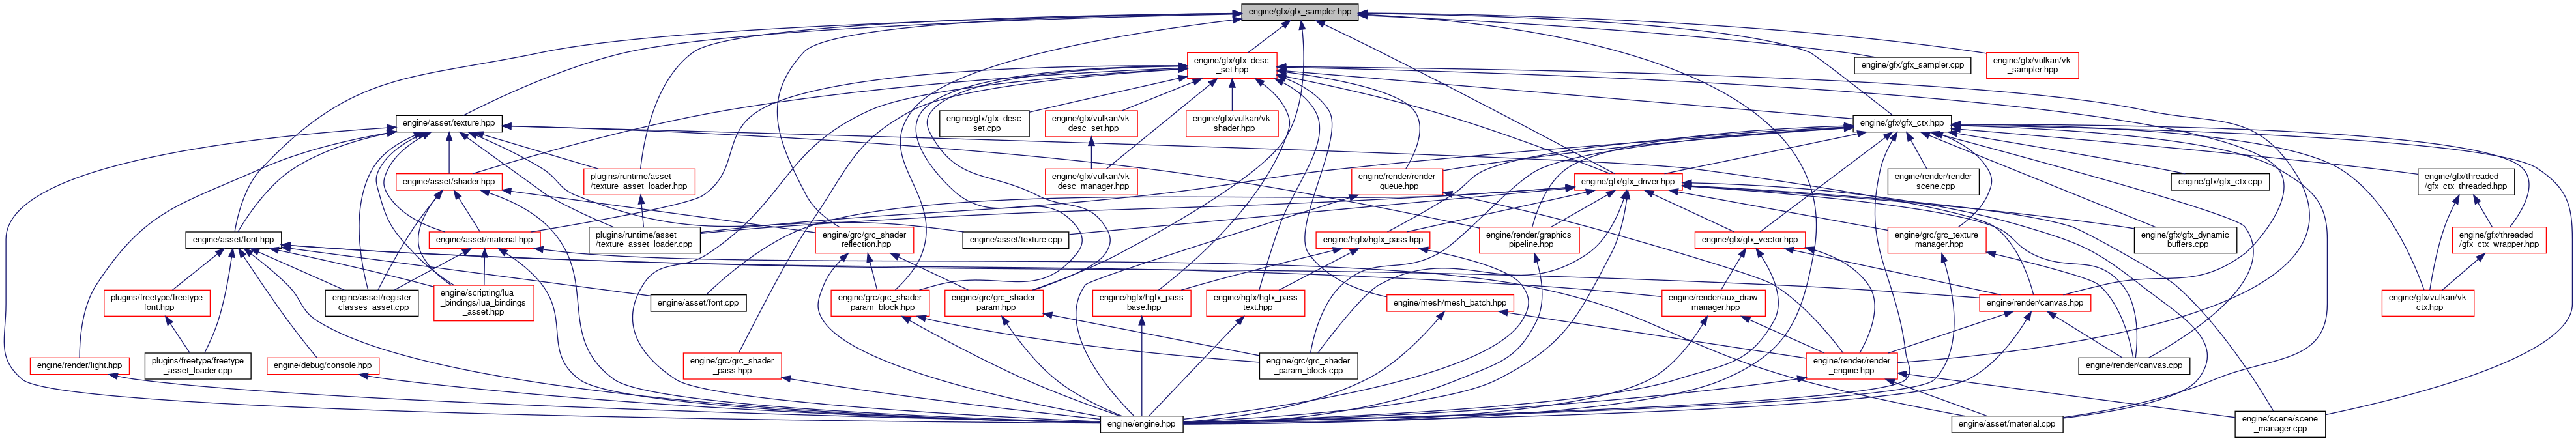 engine/gfx/gfx_sampler.hpp
engine/gfx/gfx_desc
_set.hpp
engine/gfx/gfx_sampler.cpp
engine/gfx/vulkan/vk
_sampler.hpp
engine/asset/texture.hpp
engine/gfx/gfx_desc
_set.cpp
engine/gfx/vulkan/vk
_desc_set.hpp
engine/gfx/vulkan/vk
_shader.hpp
engine/gfx/gfx_ctx.hpp
engine/asset/shader.hpp
plugins/runtime/asset
/texture_asset_loader.hpp
engine/gfx/vulkan/vk
_desc_manager.hpp
engine/render/render
_queue.hpp
engine/gfx/gfx_driver.hpp
engine/render/render
_scene.cpp
engine/gfx/gfx_ctx.cpp
engine/gfx/threaded
/gfx_ctx_threaded.hpp
engine/asset/font.hpp
engine/asset/material.hpp
plugins/runtime/asset
/texture_asset_loader.cpp
engine/grc/grc_shader
_reflection.hpp
engine/asset/texture.cpp
engine/hgfx/hgfx_pass.hpp
engine/render/graphics
_pipeline.hpp
engine/gfx/gfx_vector.hpp
engine/grc/grc_texture
_manager.hpp
engine/gfx/gfx_dynamic
_buffers.cpp
engine/gfx/threaded
/gfx_ctx_wrapper.hpp
plugins/freetype/freetype
_font.hpp
engine/asset/register
_classes_asset.cpp
engine/scripting/lua
_bindings/lua_bindings
_asset.hpp
engine/asset/font.cpp
engine/grc/grc_shader
_param_block.hpp
engine/grc/grc_shader
_param.hpp
engine/hgfx/hgfx_pass
_base.hpp
engine/hgfx/hgfx_pass
_text.hpp
engine/mesh/mesh_batch.hpp
engine/render/aux_draw
_manager.hpp
engine/render/canvas.hpp
engine/gfx/vulkan/vk
_ctx.hpp
engine/render/light.hpp
plugins/freetype/freetype
_asset_loader.cpp
engine/debug/console.hpp
engine/grc/grc_shader
_pass.hpp
engine/grc/grc_shader
_param_block.cpp
engine/render/render
_engine.hpp
engine/render/canvas.cpp
engine/engine.hpp
engine/asset/material.cpp
engine/scene/scene
_manager.cpp